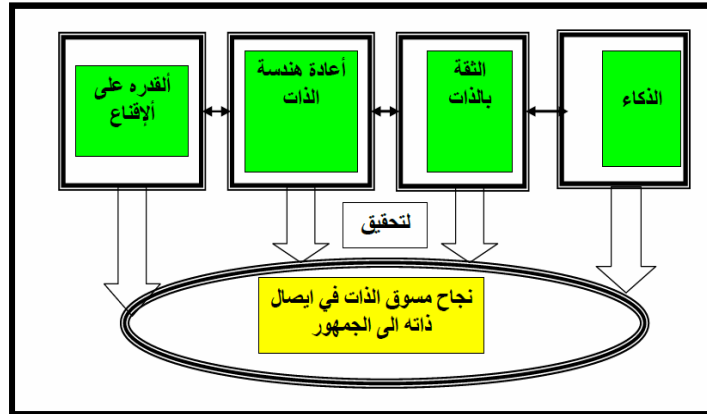 الذكاء
الثقة
بالذات
أعادة هندسة
الذات
ألقدره على
ألإقناع
لتحقيق
نجاح مسوق الذات في ايصال
ذاته الى الجمهور